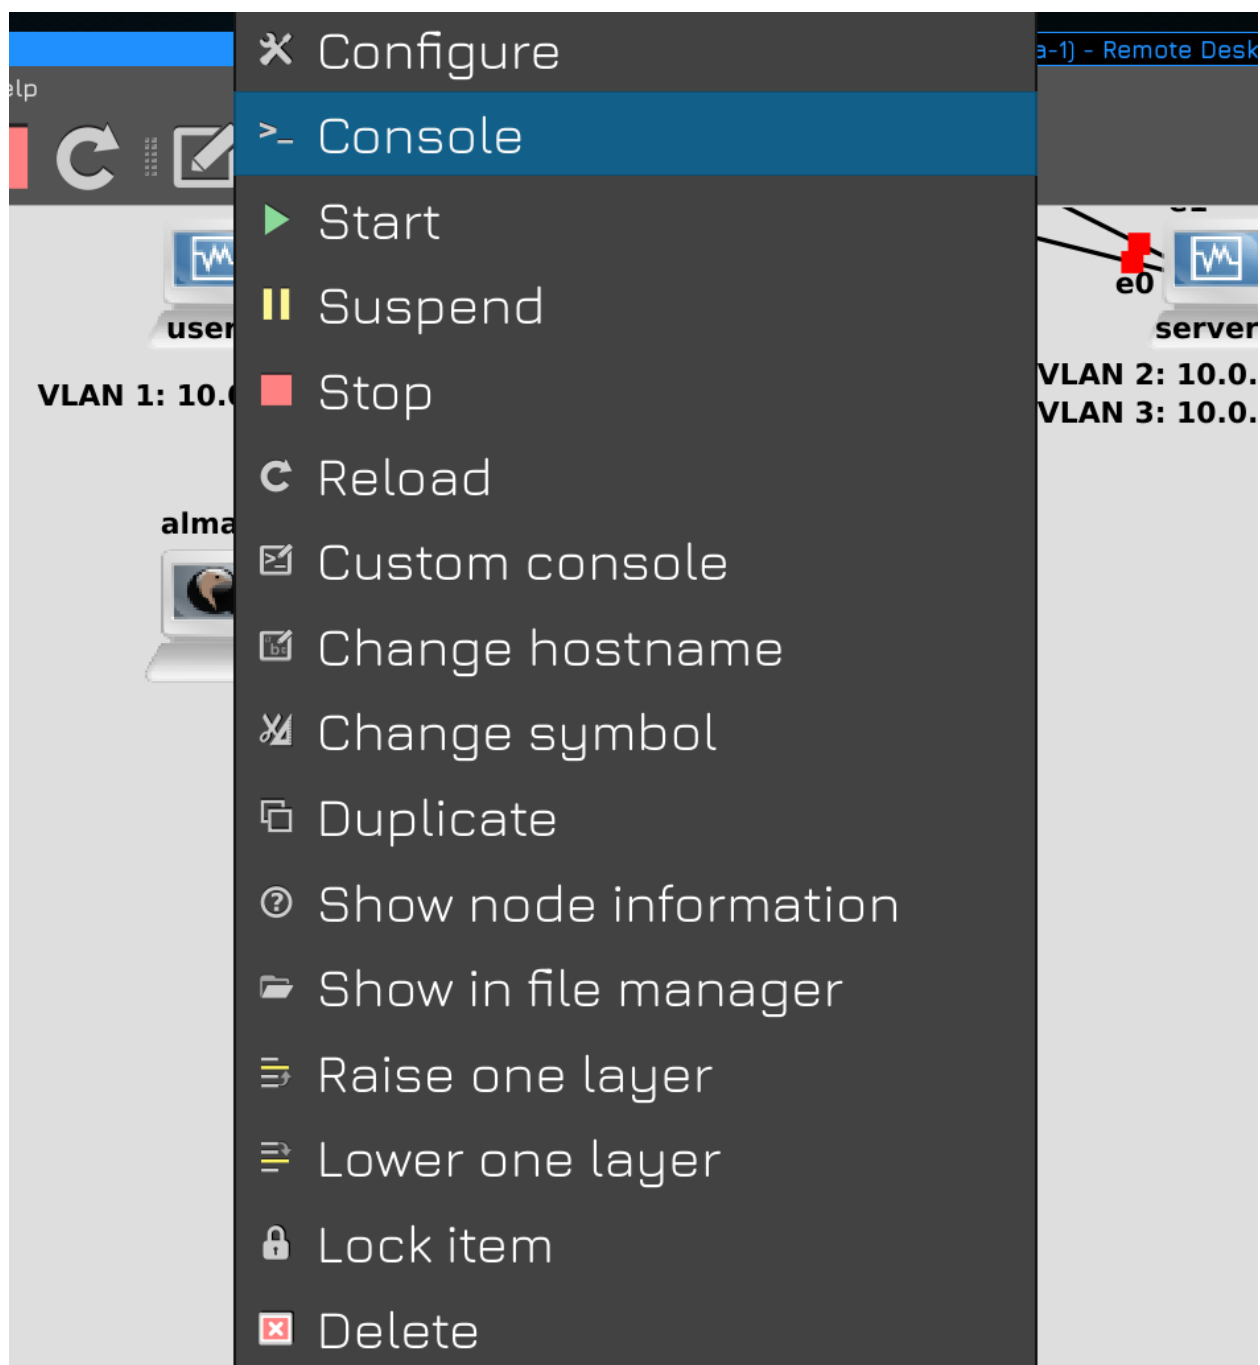 a-1) - Remote Desk
elp
Configure
Console
Start
Suspend
Stop
Reload
Custom console
Change hostname
Change symbol
Duplicate
Show node information
Show in file manager
Raise one layer
Lower one layer
Lock item
Delete
user
VLAN 1: 10.
alma
e0
server
VLAN 2: 10.0.
VLAN 3: 10.0.